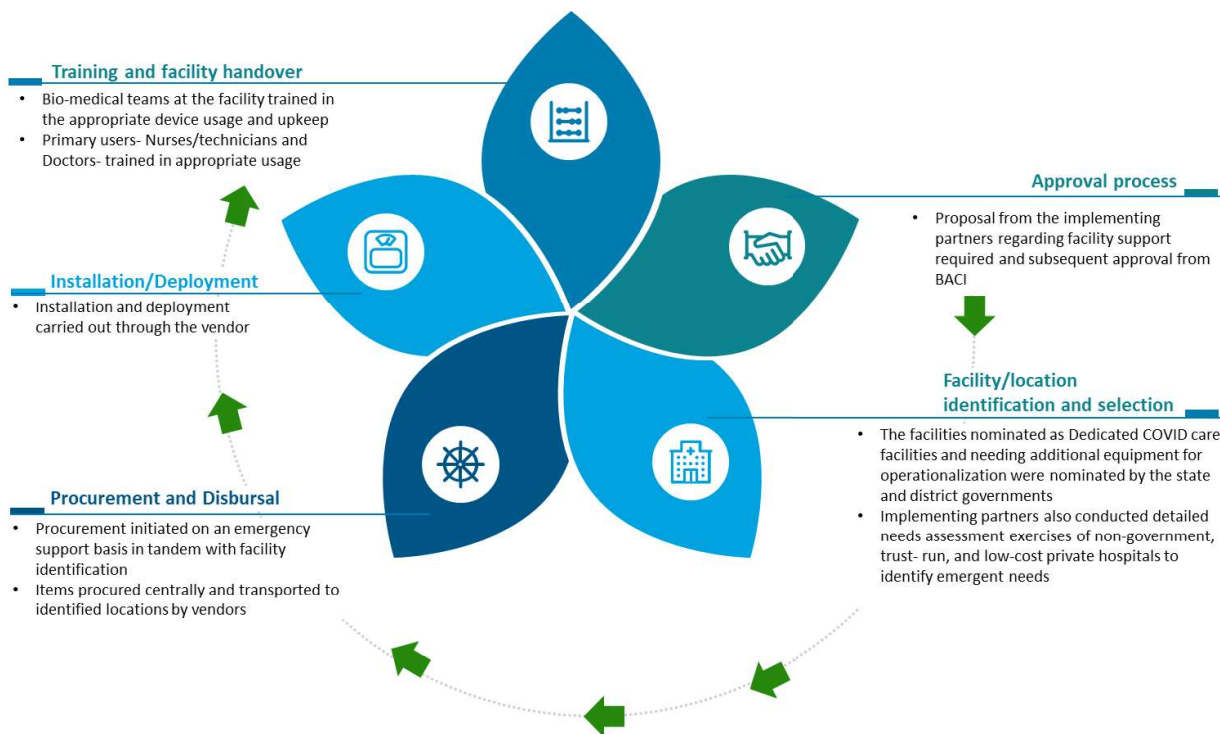 Training and facility handover
• Bio-medical teams at the facility trained in
the appropriate device usage and upkeep
• Primary users- Nurses/technicians and
Doctors- trained in appropriate usage
Approval process
• Proposal from the implementing
partners regarding facility support
required and subsequent approval from
BACI
Installation/Deployment
• Installation and deployment
carried out through the vendor
Facility/location
identification and selection
• The facilities nominated as Dedicated COVID care
facilities and needing additional equipment for
operationalization were nominated by the state
and district governments
• Implementing partners also conducted detailed
needs assessment exercises of non-government,
trust- run, and low-cost private hospitals to
identify emergent needs
Procurement and Disbursal
• Procurement initiated on an emergency
support basis in tandem with facility
identification
• Items procured centrally and transported to
identified locations by vendors